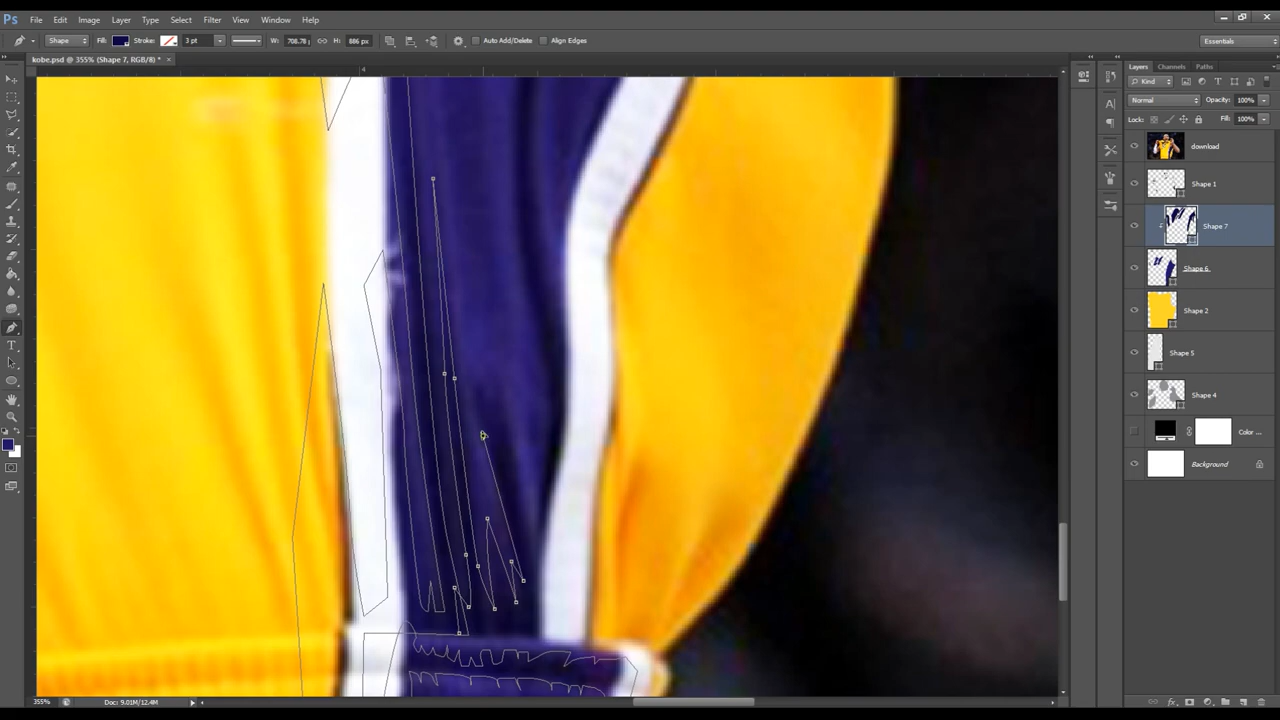 Ps File Edit Image Layer Type Select Filter View Window Help
Shape Fill: Stroke: 3 pt W: 708.78 H: 886 px Auto Add/Delete Align Edges Essentials
kobe.psd @ 355% (Shape 7, RGB/8) * ×
4
Layers Channels Paths
Kind
Normal Opacity: 100%
Lock: Fill: 100%
download
Shape 1
Shape 7
Shape 6
Shape 2
Shape 5
Shape 4
Color ...
Background
355% Doc: 9.01M/12.4M